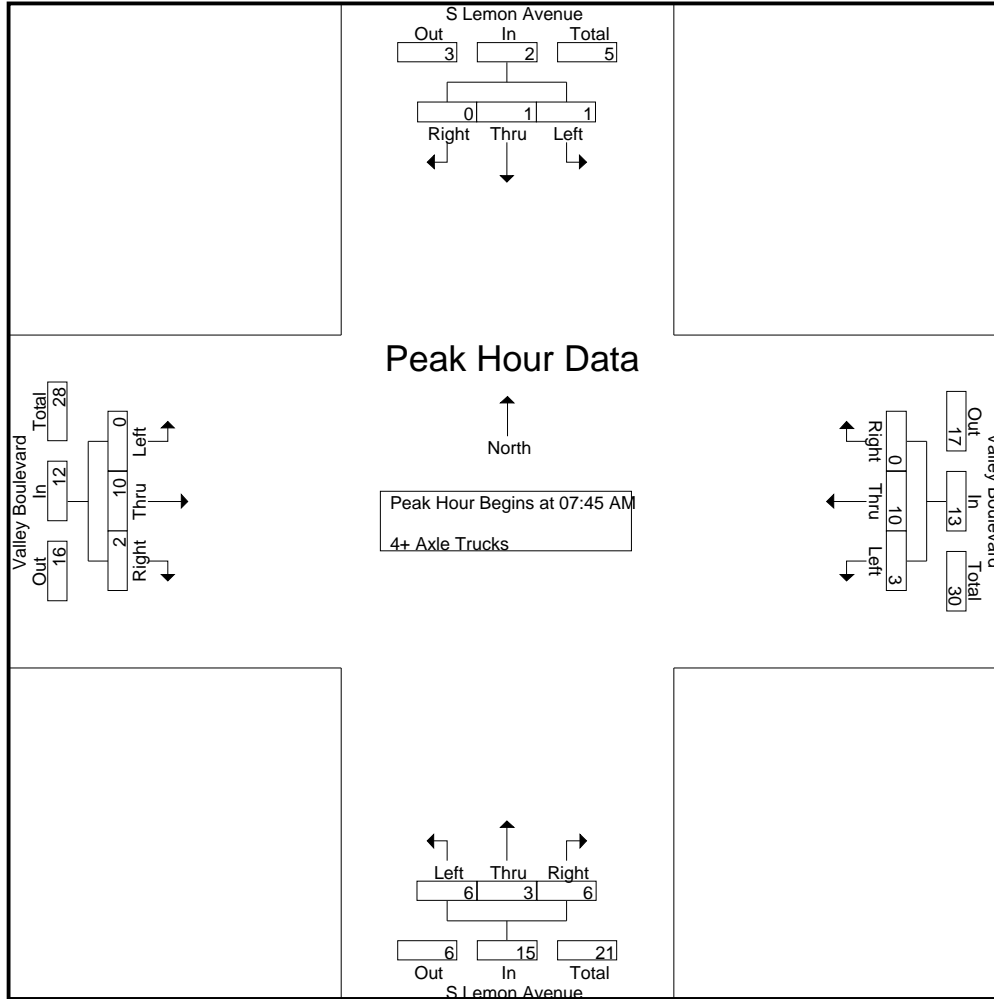 S Lemon Avenue
Out In Total
3 2 5
0 1 1
Right Thru Left
Peak Hour Data
North
Peak Hour Begins at 07:45 AM
4+ Axle Trucks
Valley Boulevard
Out In Total
16 12 28
Left Thru Right
0 10 2
Valley Boulevard
Out In Total
17 13 30
Right Thru Left
0 10 3
Left Thru Right
6 3 6
6 15 21
Out In Total
S Lemon Avenue